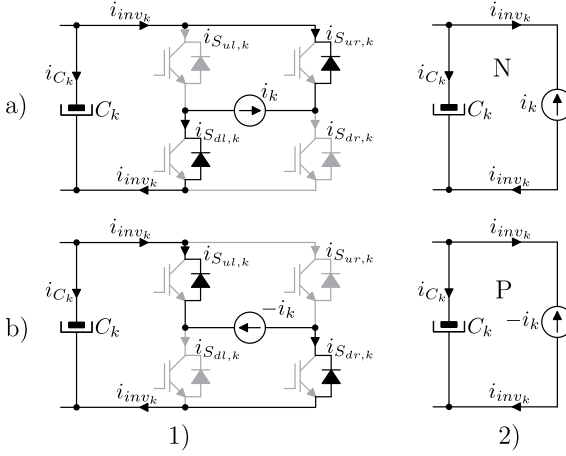 i_{inv_k} i_{inv_k}
i_{S_{ul,k}} i_{S_{ur,k}}
i_{C_k} i_{C_k} N
a) C_k i_k C_k i_k
i_{S_{dl,k}} i_{S_{dr,k}}
i_{inv_k} i_{inv_k}
i_{inv_k} i_{inv_k}
i_{S_{ul,k}} i_{S_{ur,k}}
i_{C_k} i_{C_k} P
b) C_k −i_k C_k −i_k
i_{S_{dl,k}} i_{S_{dr,k}}
i_{inv_k} i_{inv_k}
1) 2)